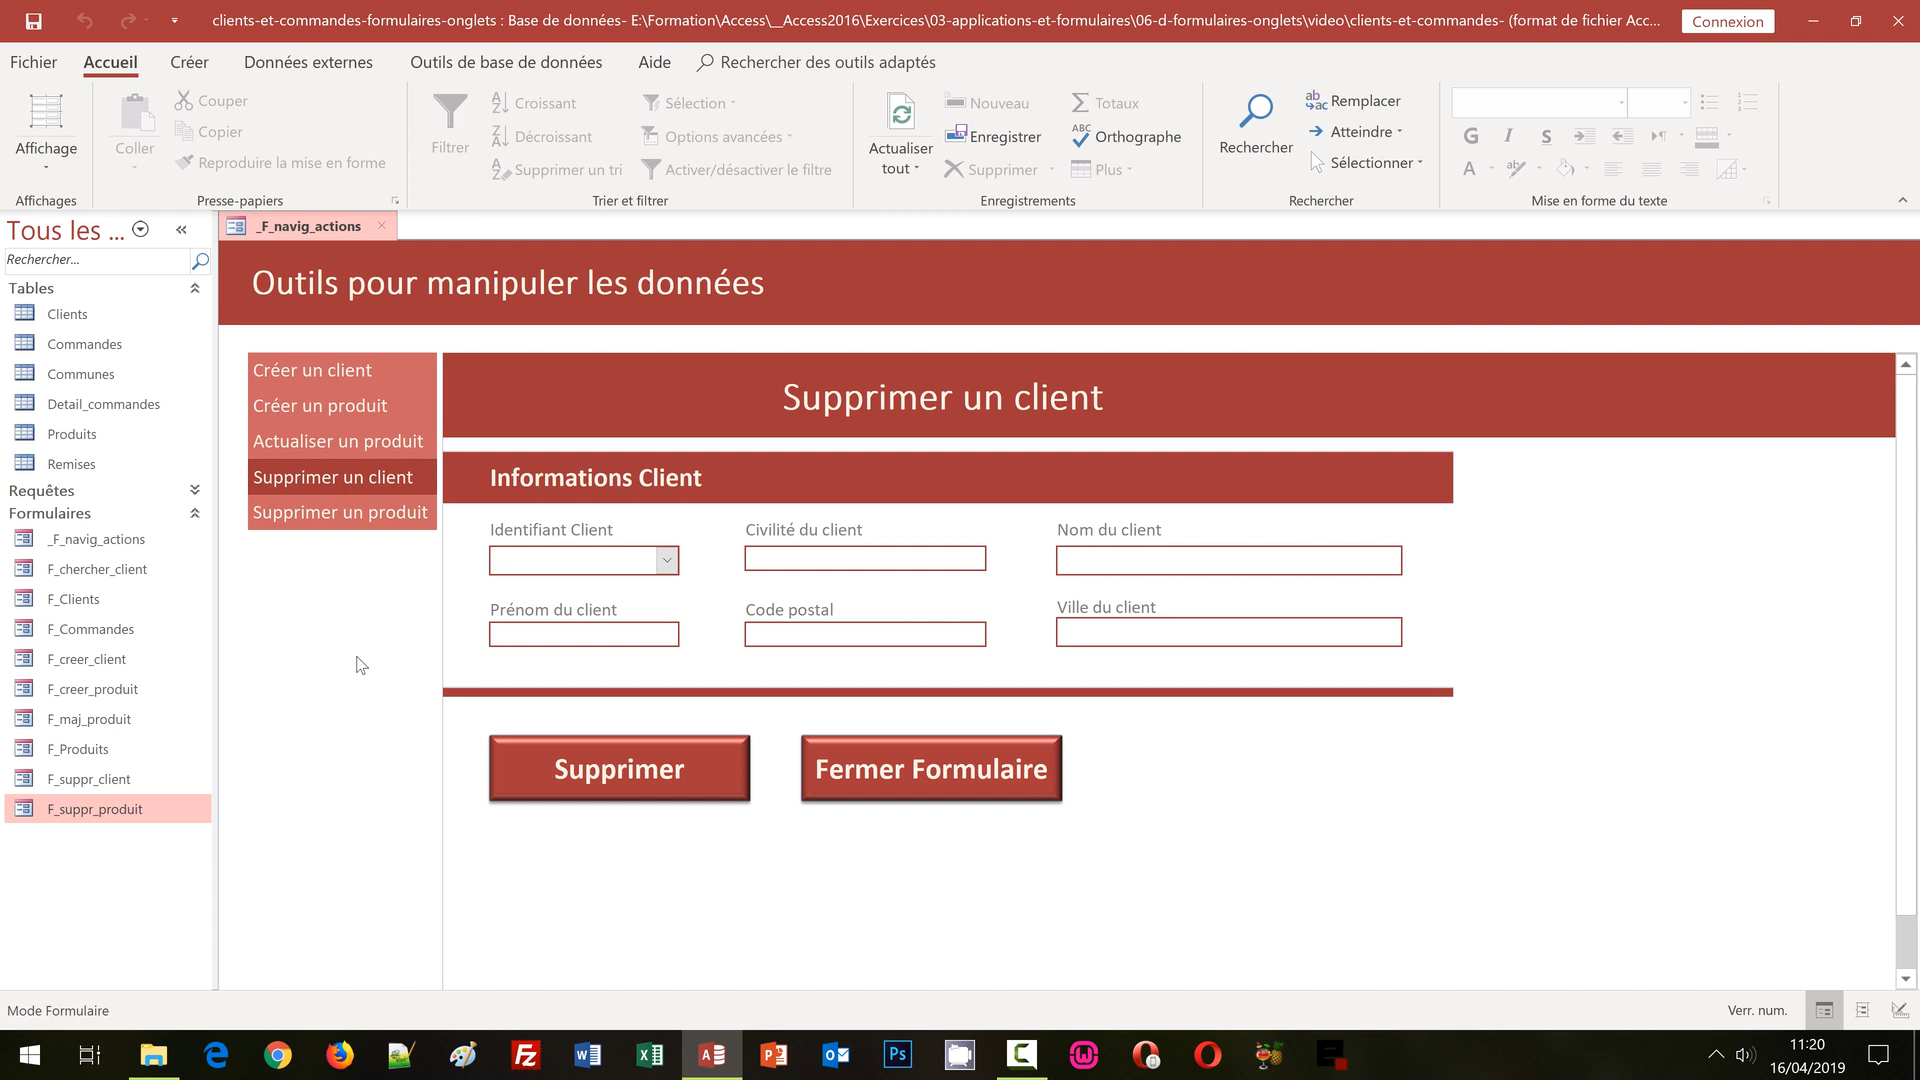 clients-et-commandes-formulaires-onglets : Base de données- E:\Formation\Access\__Access2016\Exercices\03-applications-et-formulaires\06-d-formulaires-onglets\video\clients-et-commandes- (format de fichier Acc...
Connexion
Fichier Accueil Créer Données externes Outils de base de données Aide Rechercher des outils adaptés
Affichage
Affichages
Coller
Couper
Copier
Reproduire la mise en forme
Presse-papiers
Filtrer
Croissant
Décroissant
Supprimer un tri
Sélection
Options avancées
Activer/désactiver le filtre
Trier et filtrer
Actualiser
tout
Nouveau
Enregistrer
Supprimer
Totaux
Orthographe
Plus
Enregistrements
Rechercher
Remplacer
Atteindre
Sélectionner
Rechercher
G I S
A
Mise en forme du texte
Tous les ...
Rechercher...
Tables
Clients
Commandes
Communes
Detail_commandes
Produits
Remises
Requêtes
Formulaires
_F_navig_actions
F_chercher_client
F_Clients
F_Commandes
F_creer_client
F_creer_produit
F_maj_produit
F_Produits
F_suppr_client
F_suppr_produit
_F_navig_actions
Outils pour manipuler les données
Créer un client
Créer un produit
Actualiser un produit
Supprimer un client
Supprimer un produit
Supprimer un client
Informations Client
Identifiant Client
Civilité du client
Nom du client
Prénom du client
Code postal
Ville du client
Supprimer
Fermer Formulaire
Mode Formulaire
Verr. num.
11:20
16/04/2019